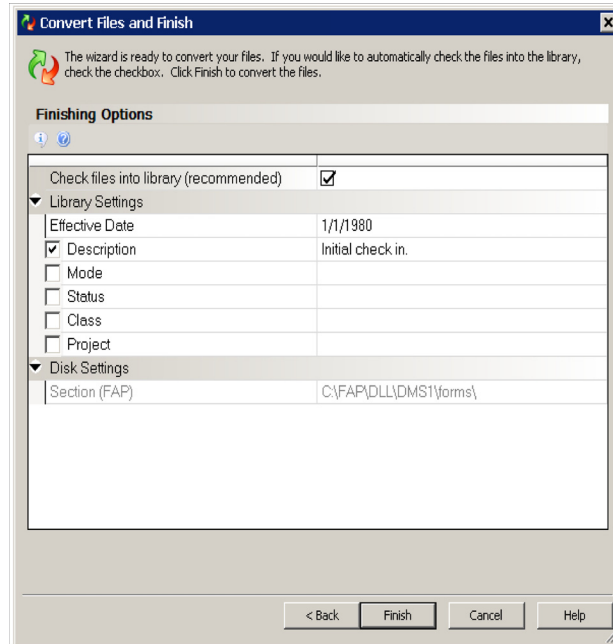 Convert Files and Finish
The wizard is ready to convert your files. If you would like to automatically check the files into the library,
check the checkbox. Click Finish to convert the files.
Finishing Options
Check files into library (recommended)
Library Settings
Effective Date 1/1/1980
Description Initial check in.
Mode
Status
Class
Project
Disk Settings
Section (FAP) C:\FAP\DLL\DMS1\forms\
< Back Finish Cancel Help